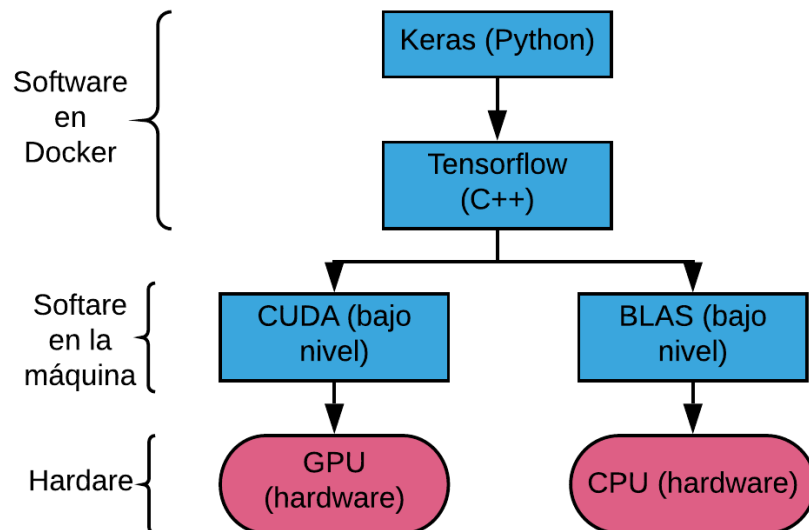 Software
en
Docker
Keras (Python)
Tensorflow
(C++)
Softare
en la
máquina
CUDA (bajo
nivel)
BLAS (bajo
nivel)
Hardare
GPU
(hardware)
CPU (hardware)